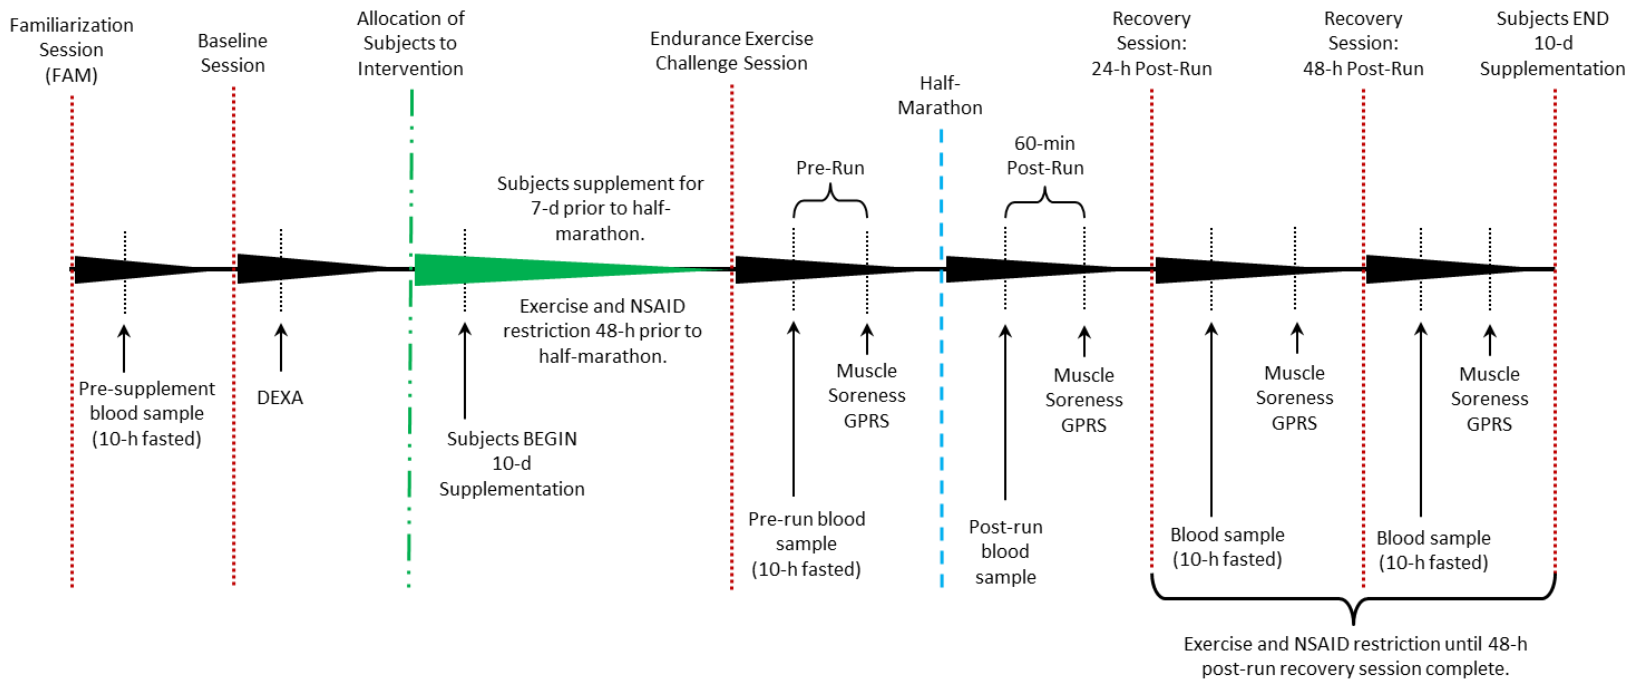 Familiarization
Session
(FAM)
Baseline
Session
Allocation of
Subjects to
Intervention
Endurance Exercise
Challenge Session
Half-
Marathon
Recovery
Session:
24-h Post-Run
Recovery
Session:
48-h Post-Run
Subjects END
10-d
Supplementation
Subjects supplement for
7-d prior to half-
marathon.
Pre-Run
60-min
Post-Run
Exercise and NSAID
restriction 48-h prior to
half-marathon.
Pre-supplement
blood sample
(10-h fasted)
DEXA
Subjects BEGIN
10-d
Supplementation
Muscle
Soreness
GPRS
Muscle
Soreness
GPRS
Muscle
Soreness
GPRS
Muscle
Soreness
GPRS
Pre-run blood
sample
(10-h fasted)
Post-run
blood
sample
Blood sample
(10-h fasted)
Blood sample
(10-h fasted)
Exercise and NSAID restriction until 48-h
post-run recovery session complete.